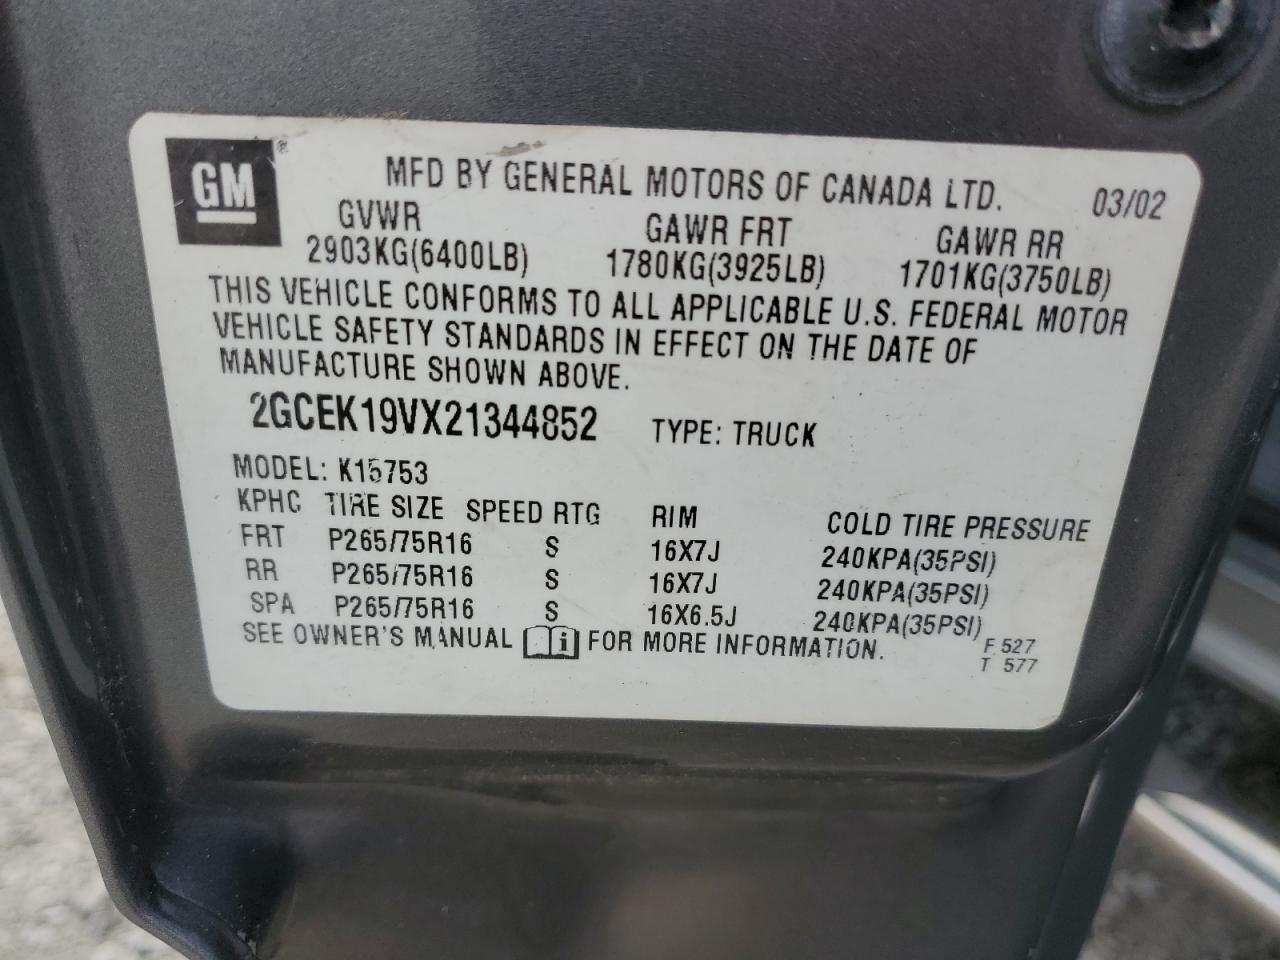 GM®
MFD BY GENERAL MOTORS OF CANADA LTD. 03/02
GVWR GAWR FRT GAWR RR
2903KG(6400LB) 1780KG(3925LB) 1701KG(3750LB)
THIS VEHICLE CONFORMS TO ALL APPLICABLE U.S. FEDERAL MOTOR
VEHICLE SAFETY STANDARDS IN EFFECT ON THE DATE OF
MANUFACTURE SHOWN ABOVE.
2GCEK19VX21344852 TYPE: TRUCK
MODEL: K15753
KPHC TIRE SIZE SPEED RTG RIM COLD TIRE PRESSURE
FRT P265/75R16 S 16X7J 240KPA(35PSI)
RR P265/75R16 S 16X7J 240KPA(35PSI)
SPA P265/75R16 S 16X6.5J 240KPA(35PSI)
SEE OWNER'S MANUAL i FOR MORE INFORMATION.
F 527
T 577